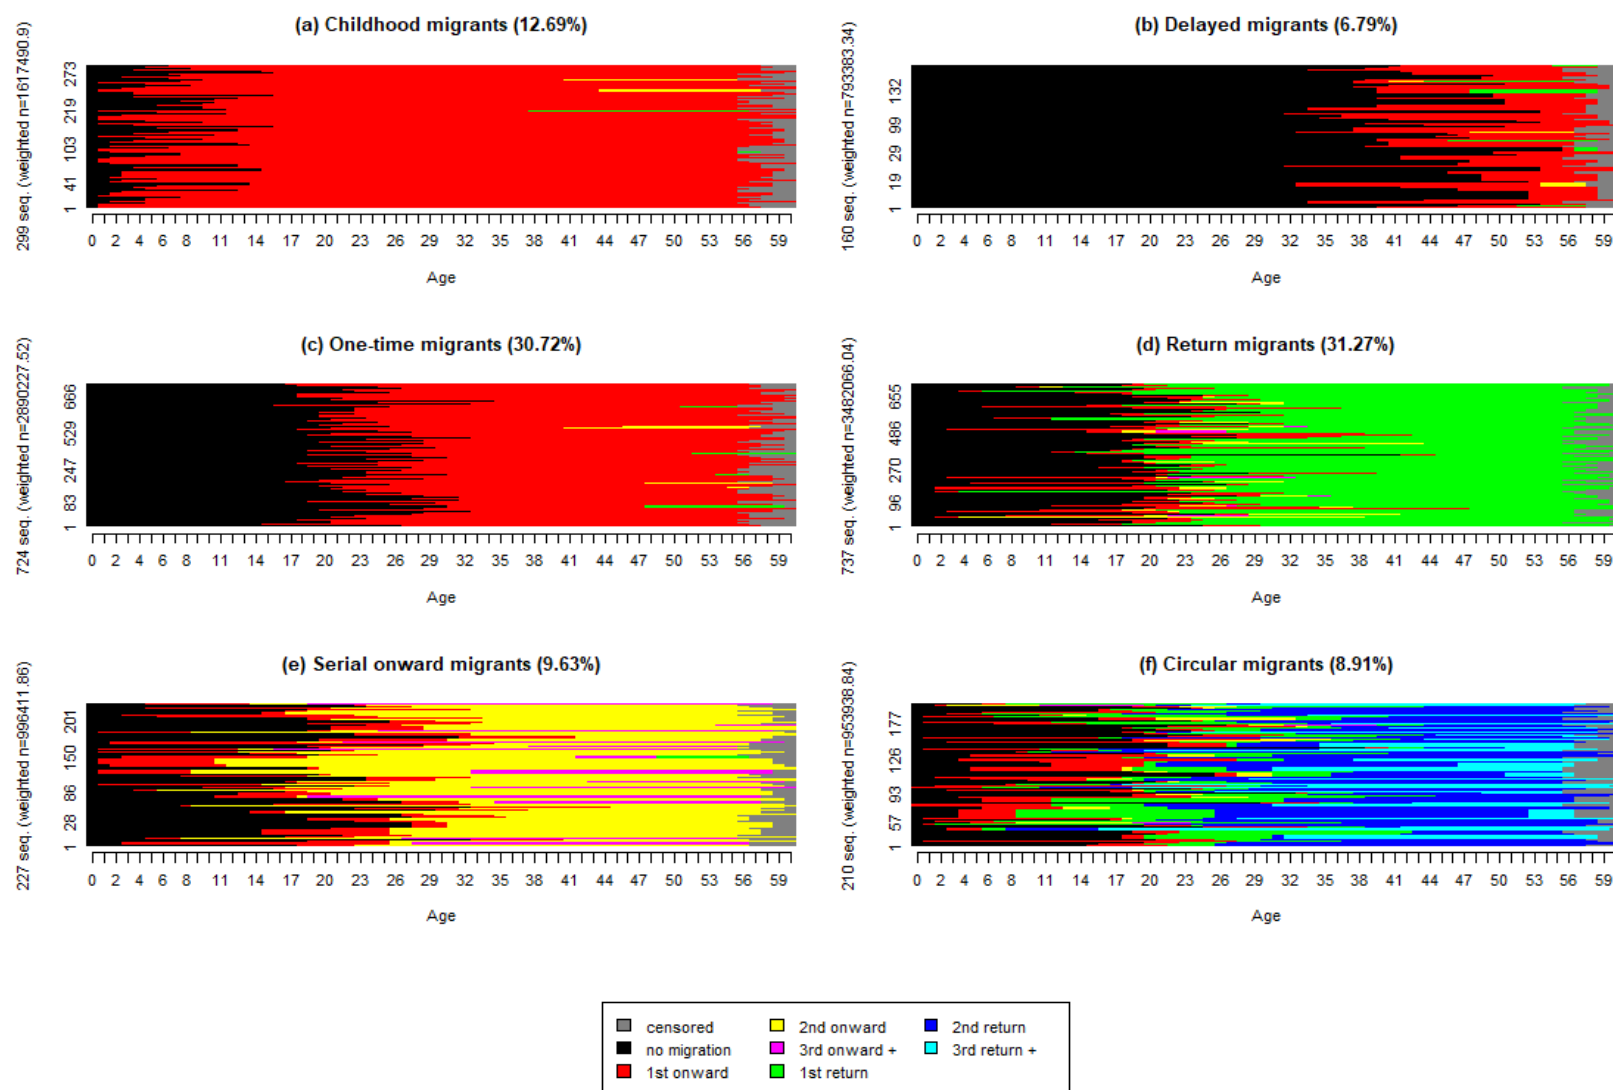 (a) Childhood migrants (12.69%)
299 seq. (weighted n=1617490.9)
273
219
103
41
1
0 2 4 6 8 11 14 17 20 23 26 29 32 35 38 41 44 47 50 53 56 59
Age
(b) Delayed migrants (6.79%)
160 seq. (weighted n=793383.34)
132
99
29
19
1
0 2 4 6 8 11 14 17 20 23 26 29 32 35 38 41 44 47 50 53 56 59
Age
(c) One-time migrants (30.72%)
724 seq. (weighted n=2890227.52)
666
529
247
83
1
0 2 4 6 8 11 14 17 20 23 26 29 32 35 38 41 44 47 50 53 56 59
Age
(d) Return migrants (31.27%)
737 seq. (weighted n=3482066.04)
655
486
270
96
1
0 2 4 6 8 11 14 17 20 23 26 29 32 35 38 41 44 47 50 53 56 59
Age
(e) Serial onward migrants (9.63%)
227 seq. (weighted n=996411.86)
201
150
86
28
1
0 2 4 6 8 11 14 17 20 23 26 29 32 35 38 41 44 47 50 53 56 59
Age
(f) Circular migrants (8.91%)
210 seq. (weighted n=953938.84)
177
126
93
57
1
0 2 4 6 8 11 14 17 20 23 26 29 32 35 38 41 44 47 50 53 56 59
Age
censored
no migration
1st onward
2nd onward
3rd onward +
1st return
2nd return
3rd return +